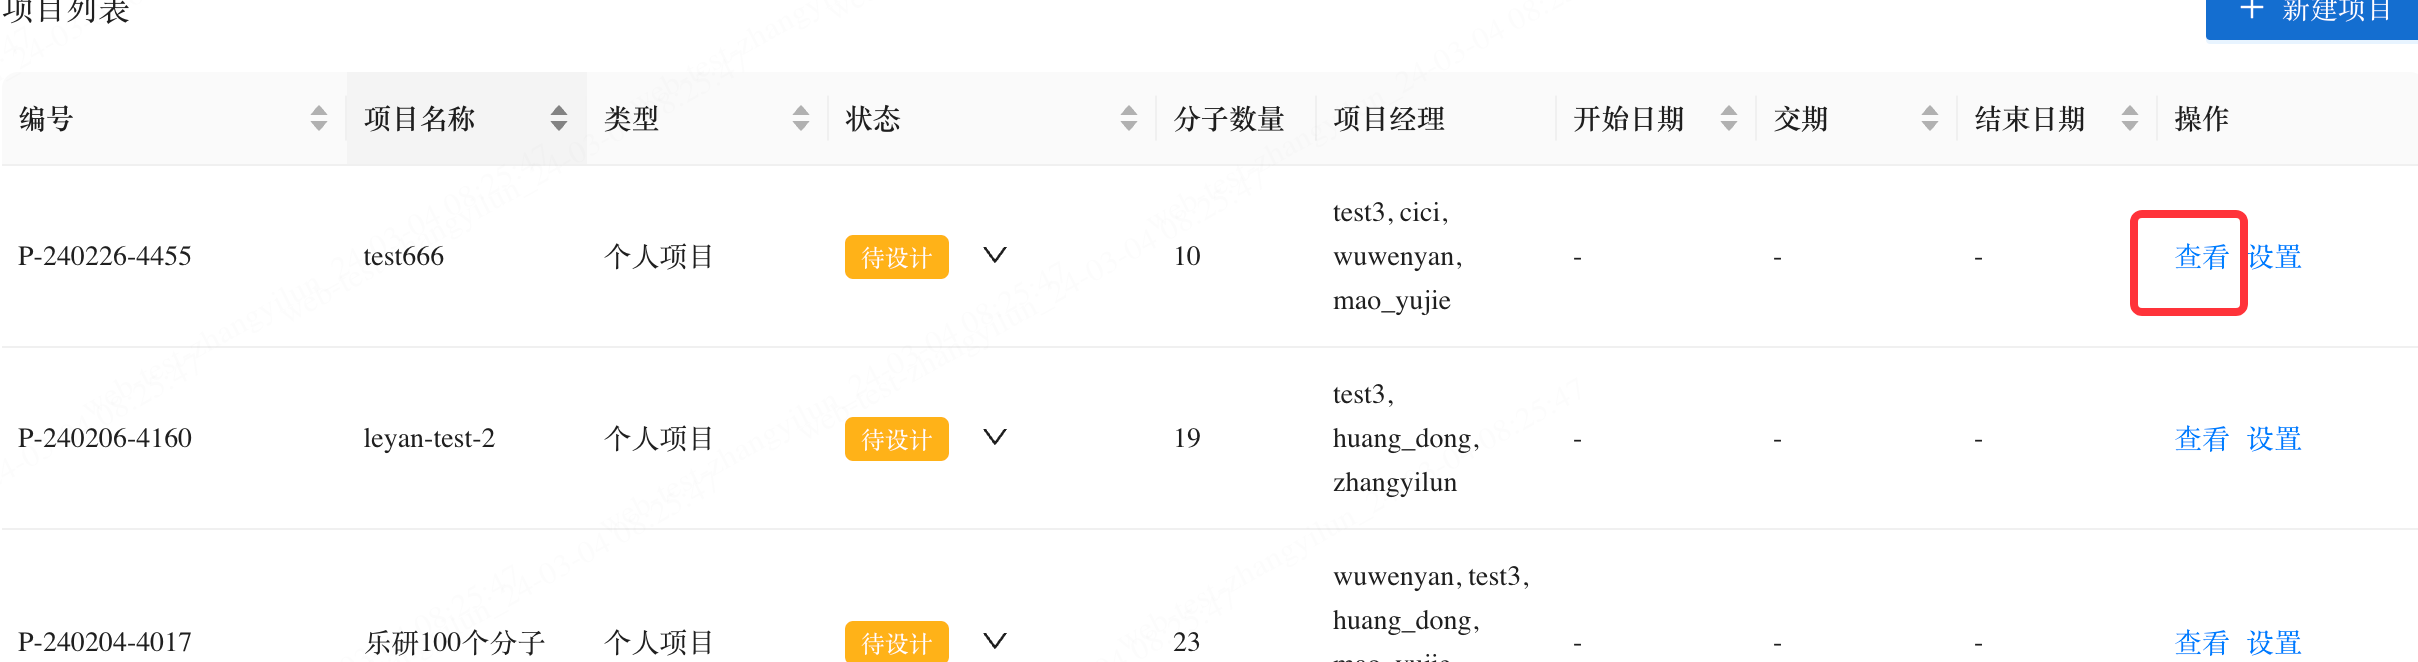 项目列表
+ 新建项目
编号 项目名称 类型 状态 分子数量 项目经理 开始日期 交期 结束日期 操作
test3, cici,
P-240226-4455 test666 个人项目 待设计 10 wuwenyan, - - - 查看 设置
mao_yujie
test3,
P-240206-4160 leyan-test-2 个人项目 待设计 19 huang_dong, - - - 查看 设置
zhangyilun
wuwenyan, test3,
huang_dong,
P-240204-4017 乐研100个分子 个人项目 待设计 23 - - - 查看 设置